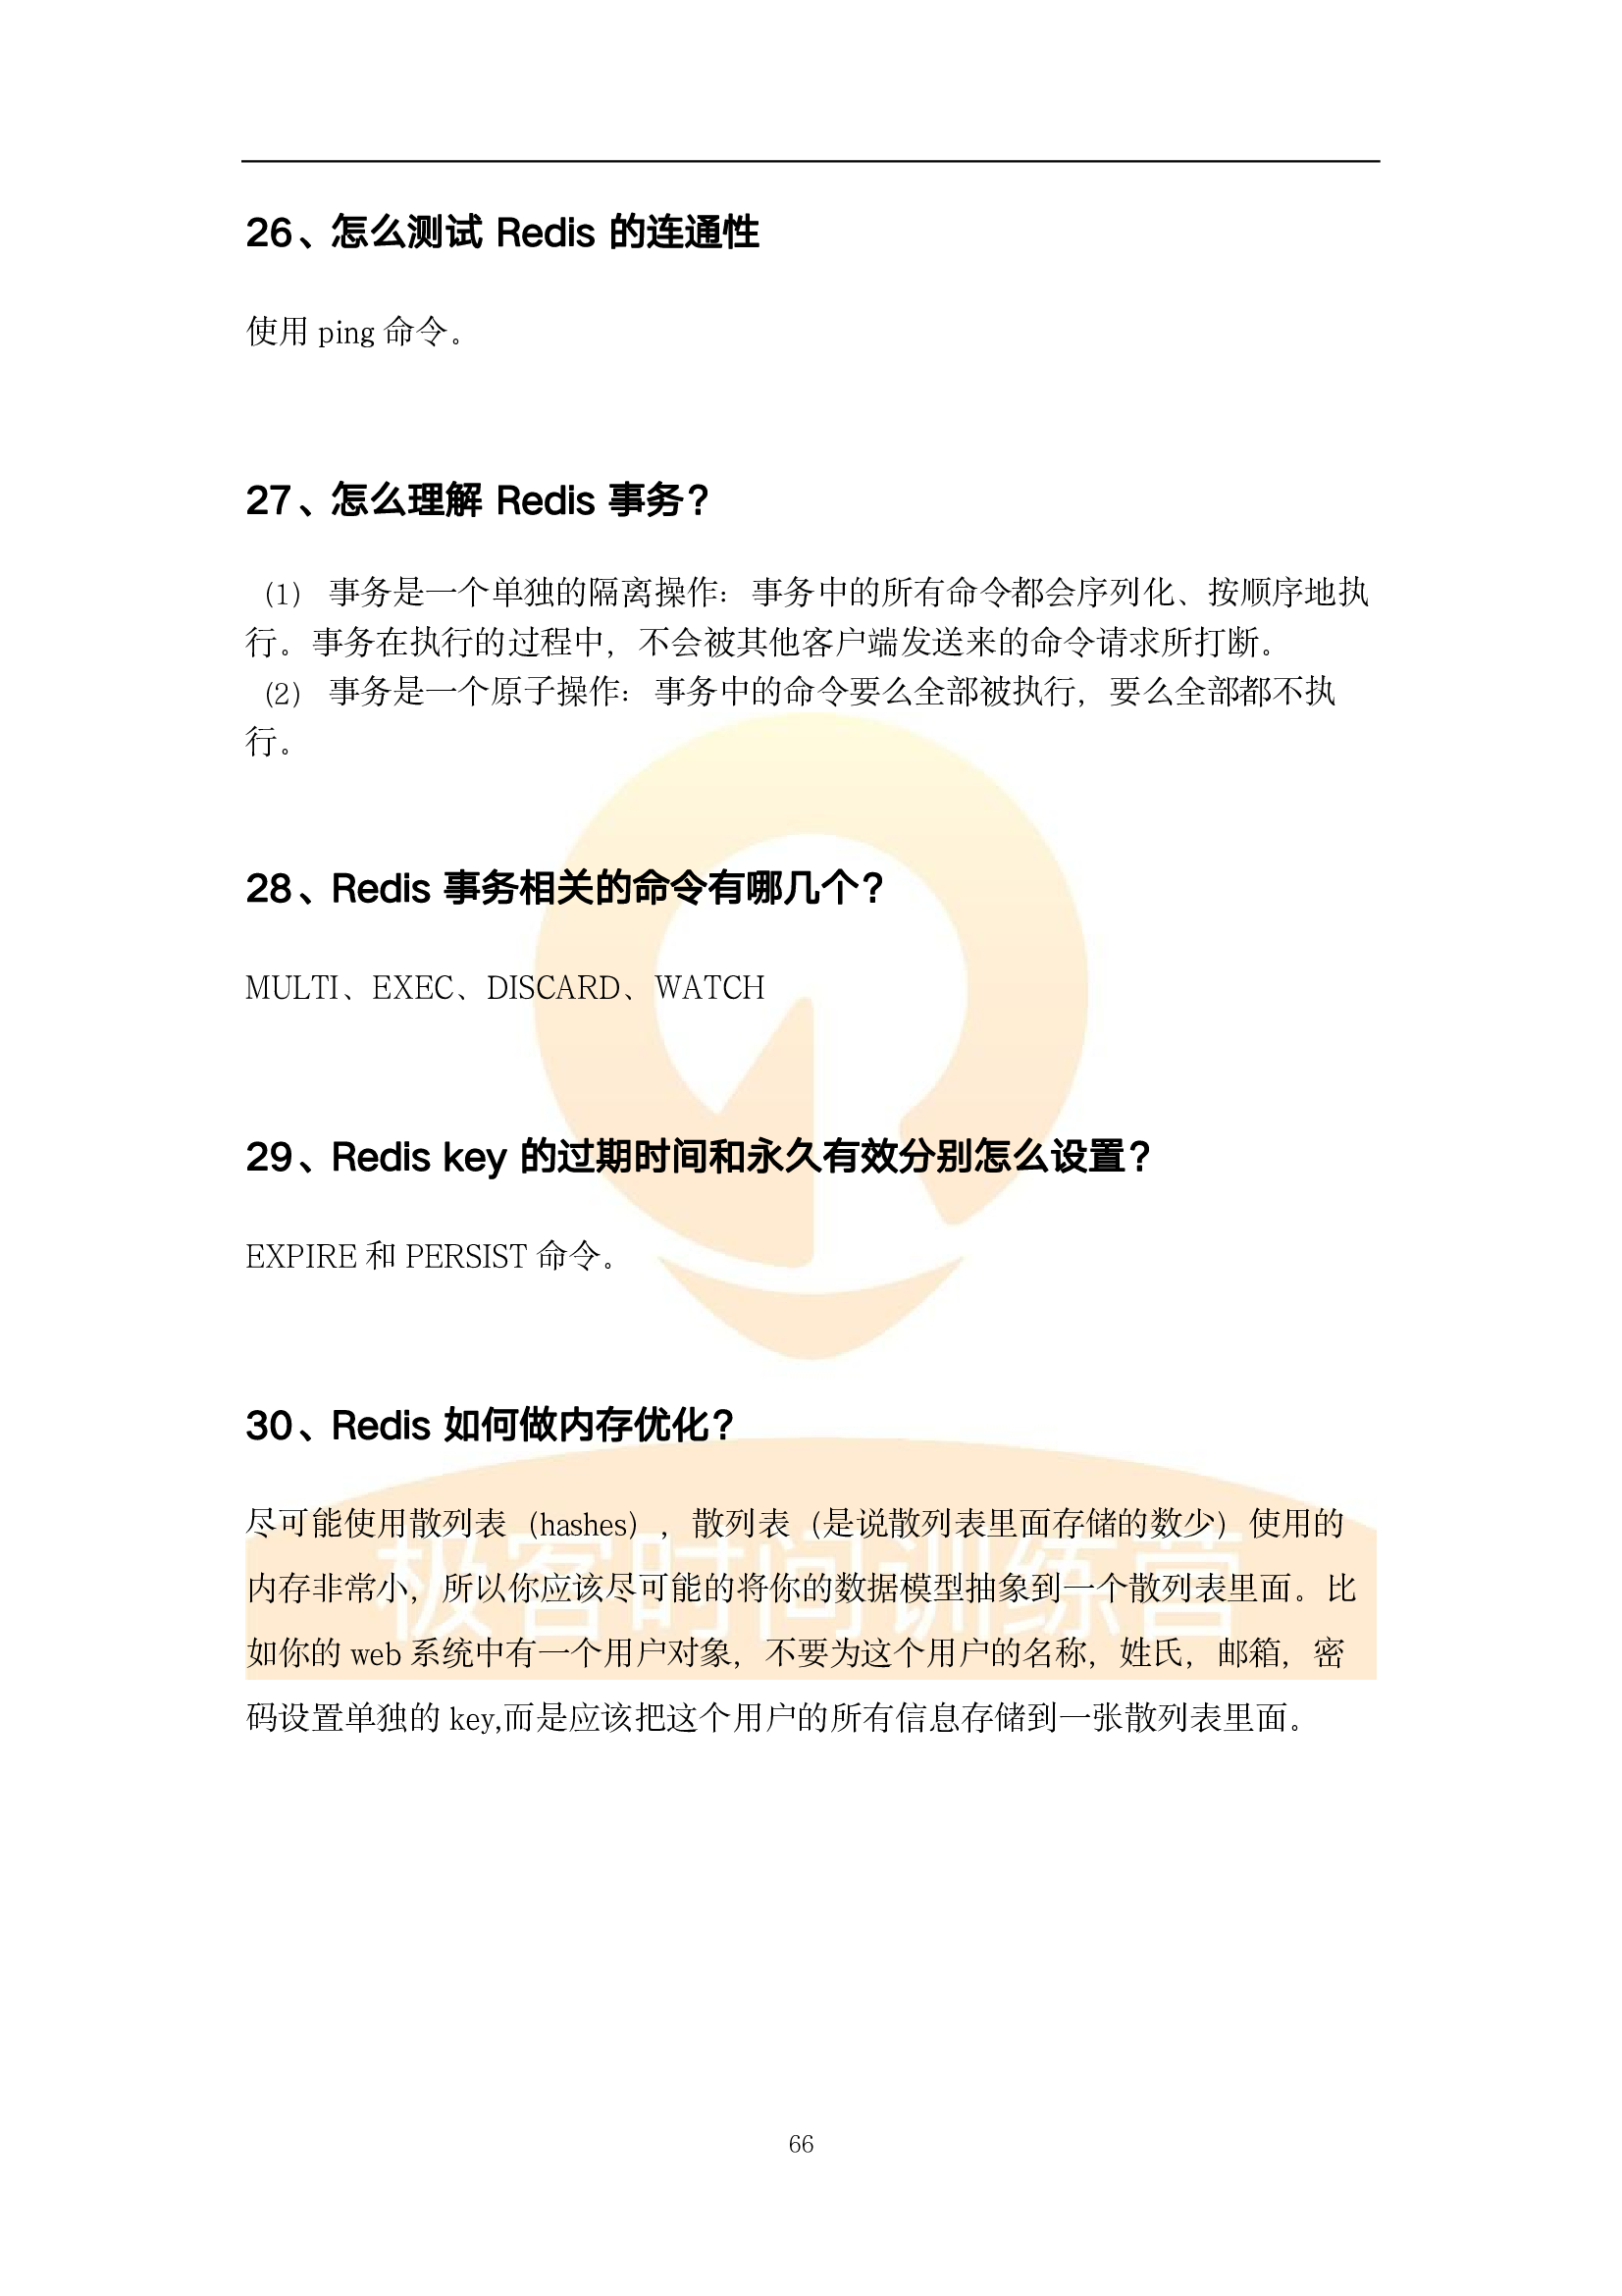 26、怎么测试 Redis 的连通性
使用 ping 命令。
27、怎么理解 Redis 事务？
（1） 事务是一个单独的隔离操作：事务中的所有命令都会序列化、按顺序地执
行。事务在执行的过程中，不会被其他客户端发送来的命令请求所打断。
（2） 事务是一个原子操作：事务中的命令要么全部被执行，要么全部都不执
行。
28、Redis 事务相关的命令有哪几个？
MULTI、EXEC、DISCARD、WATCH
29、Redis key 的过期时间和永久有效分别怎么设置？
EXPIRE 和 PERSIST 命令。
30、Redis 如何做内存优化？
尽可能使用散列表（hashes），散列表（是说散列表里面存储的数少）使用的
极客时间训练营
内存非常小，所以你应该尽可能的将你的数据模型抽象到一个散列表里面。比
如你的 web 系统中有一个用户对象，不要为这个用户的名称，姓氏，邮箱，密
码设置单独的 key,而是应该把这个用户的所有信息存储到一张散列表里面。
66